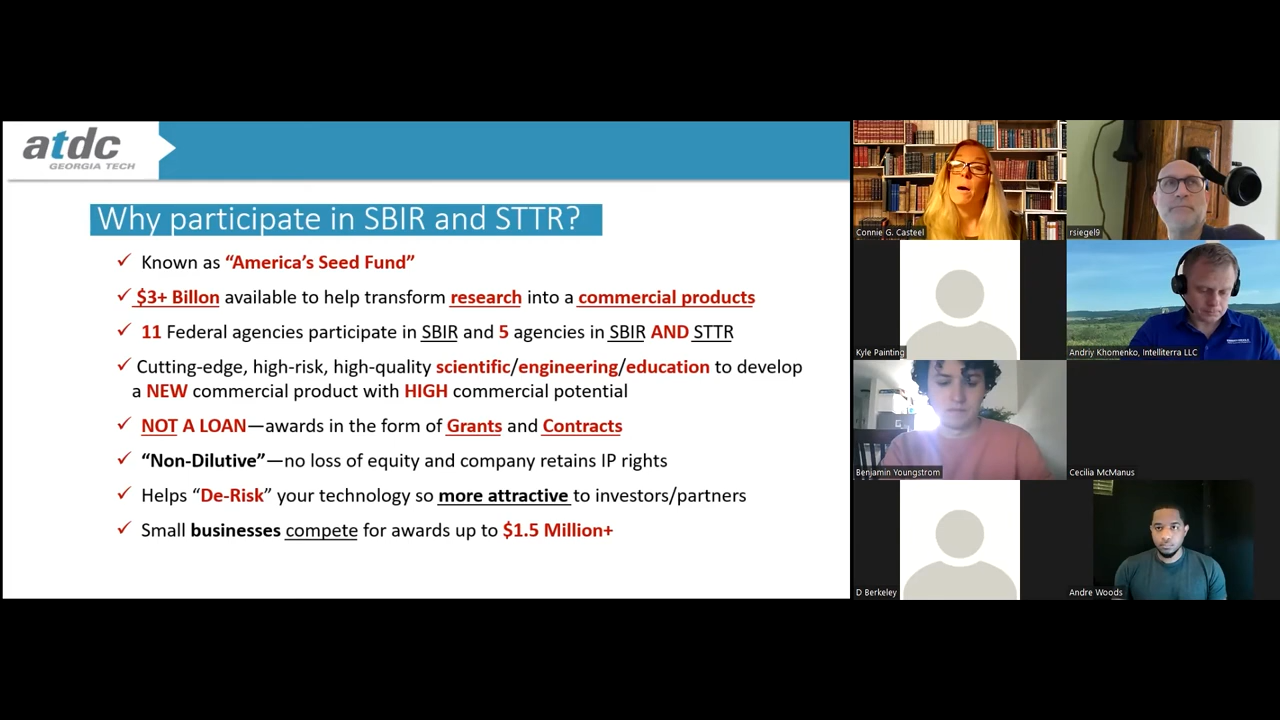 atdc
GEORGIA TECH
Why participate in SBIR and STTR?
✓ Known as “America’s Seed Fund”
✓ $3+ Billon available to help transform research into a commercial products
✓ 11 Federal agencies participate in SBIR and 5 agencies in SBIR AND STTR
✓ Cutting-edge, high-risk, high-quality scientific/engineering/education to develop
a NEW commercial product with HIGH commercial potential
✓ NOT A LOAN—awards in the form of Grants and Contracts
✓ “Non-Dilutive”—no loss of equity and company retains IP rights
✓ Helps “De-Risk” your technology so more attractive to investors/partners
✓ Small businesses compete for awards up to $1.5 Million+
Connie G. Casteel
rsiegel9
Kyle Painting
Andriy Khomenko, Intelliterra LLC
Benjamin Youngstrom
Cecilia McManus
D Berkeley
Andre Woods